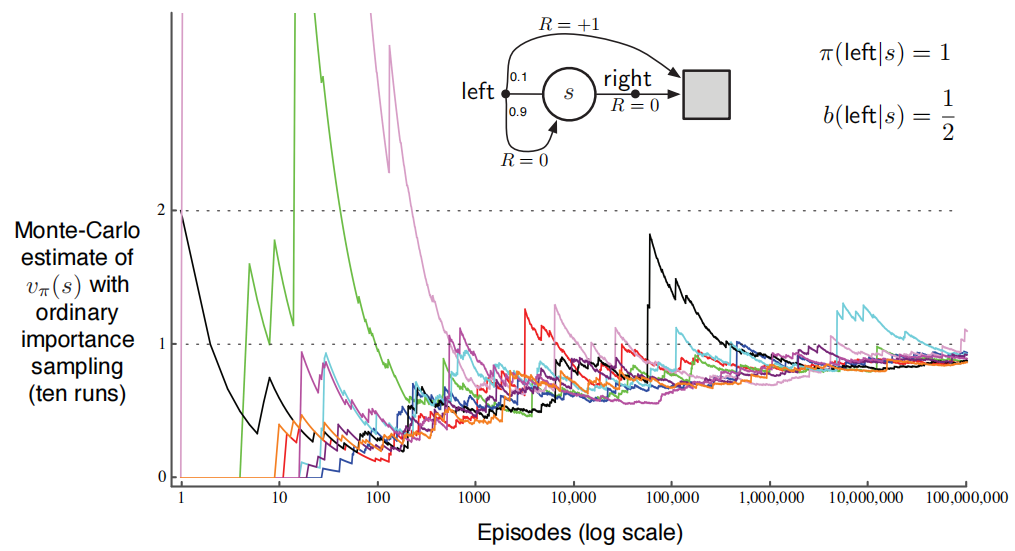 R = +1
π(left|s) = 1
0.1
left
s
right
R = 0
0.9
b(left|s) = 1/2
R = 0
2
Monte-Carlo
estimate of
vπ(s) with
ordinary
importance
sampling
(ten runs)
1
0
1
10
100
1000
10,000
100,000
1,000,000
10,000,000
100,000,000
Episodes (log scale)